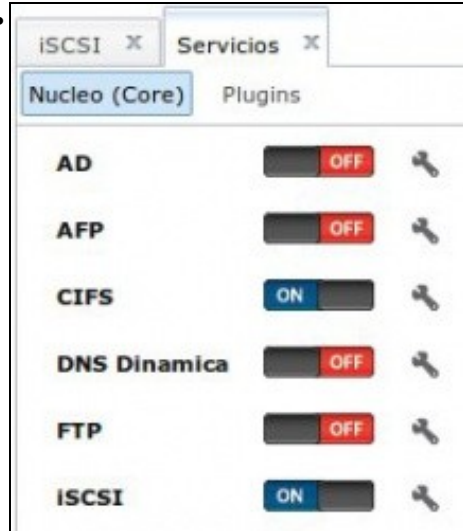 iSCSI X Servicios X
Nucleo (Core) Plugins
AD OFF
AFP OFF
CIFS ON
DNS Dinamica OFF
FTP OFF
iSCSI ON